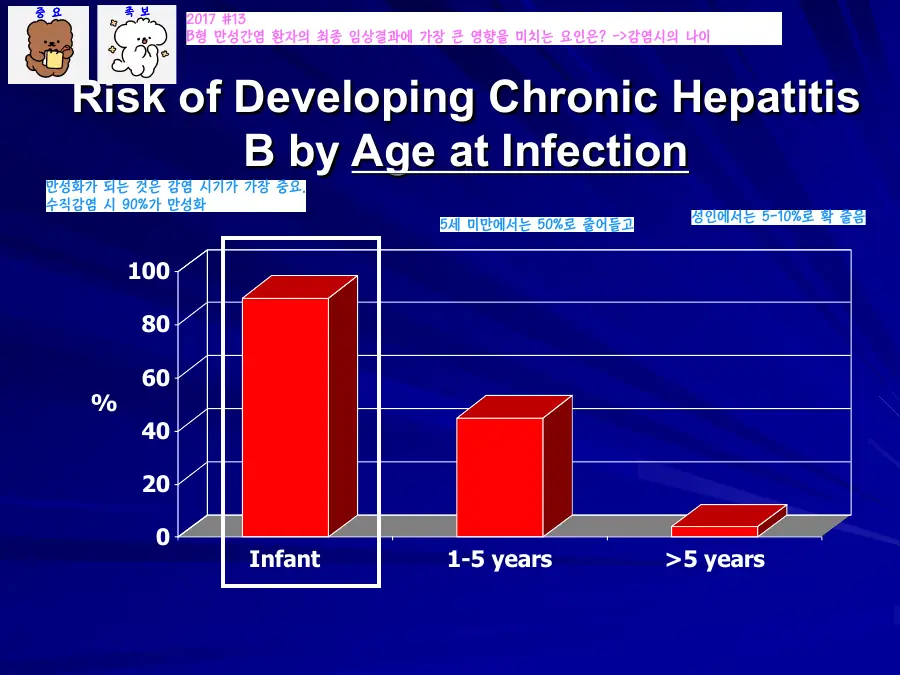 중요
족보
2017 #13
B형 만성간염 환자의 최종 임상결과에 가장 큰 영향을 미치는 요인은? ->감염시의 나이
Risk of Developing Chronic Hepatitis
B by Age at Infection
만성화가 되는 것은 감염 시기가 가장 중요.
수직감염 시 90%가 만성화
5세 미만에서는 50%로 줄어들고
성인에서는 5-10%로 확 줄음
100
80
60
%
40
20
0
Infant
1-5 years
>5 years